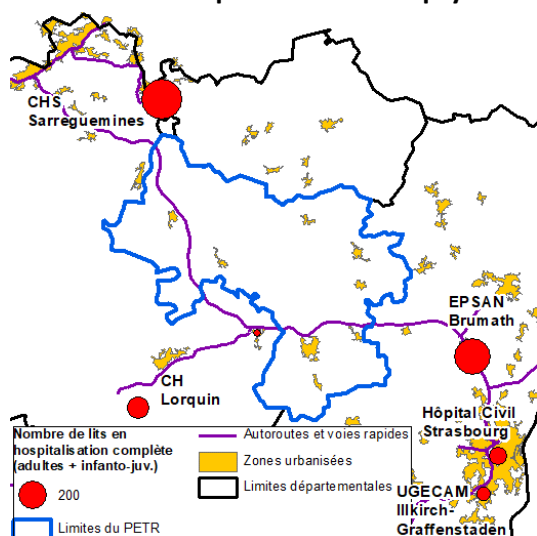 CHS
Sarreguemines
EPSAN
Brumath
CH
Lorquin
Hôpital Civil
Strasbourg
UGECAM
Illkirch-
Graffenstaden
Nombre de lits en
hospitalisation complète
(adultes + infanto-juv.)
200
Limites du PETR
Autoroutes et voies rapides
Zones urbanisées
Limites départementales